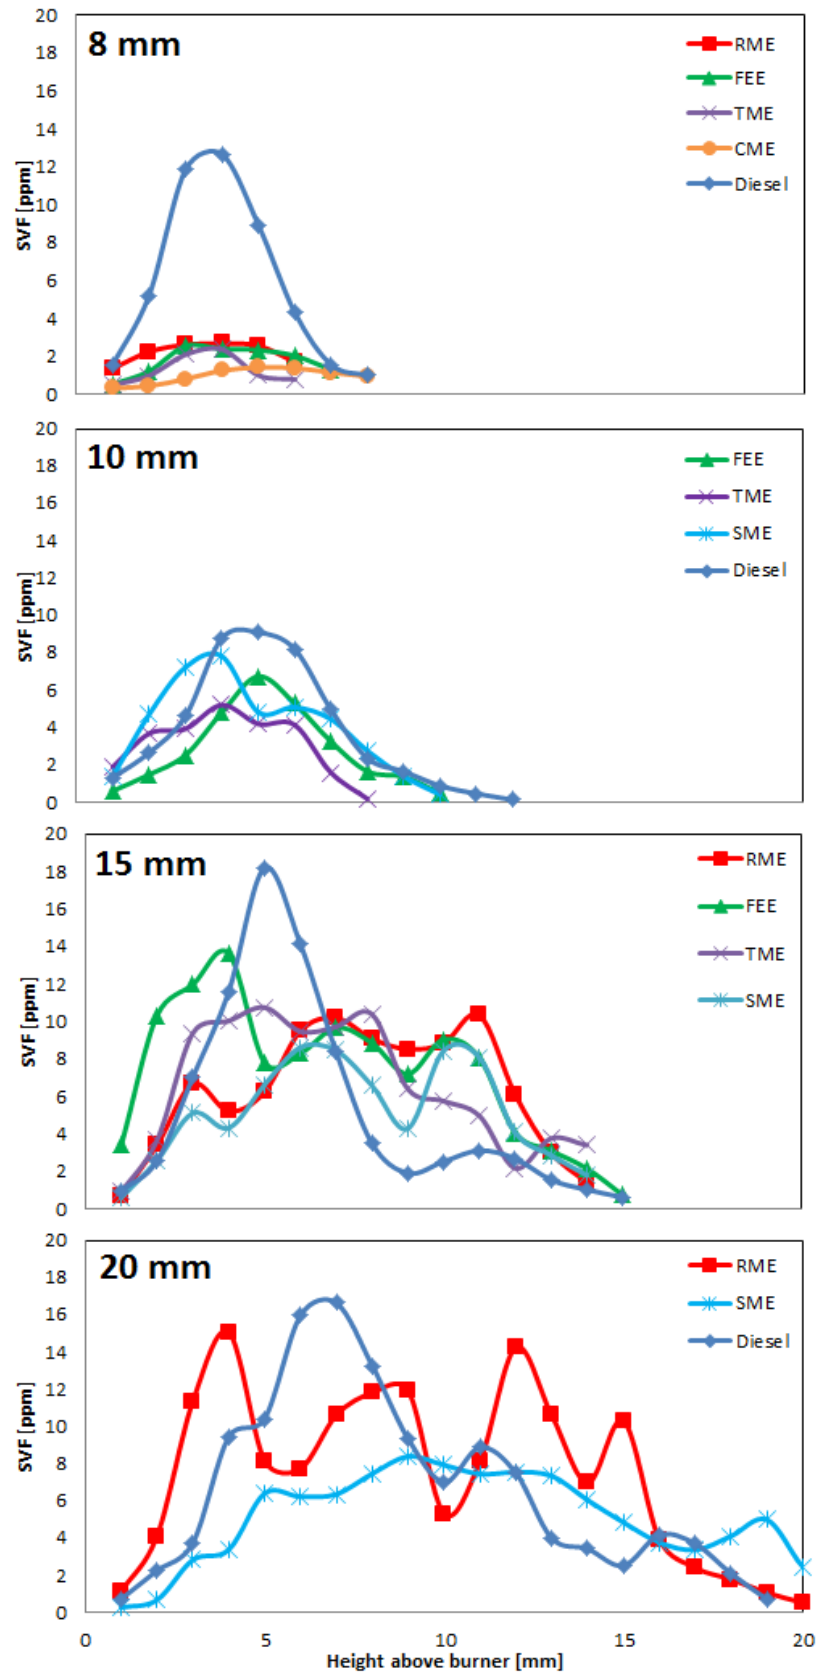 8 mm
SVF [ppm]
20
18
16
14
12
10
8
6
4
2
0
RME
FEE
TME
CME
Diesel
10 mm
SVF [ppm]
20
18
16
14
12
10
8
6
4
2
0
FEE
TME
SME
Diesel
15 mm
SVF [ppm]
20
18
16
14
12
10
8
6
4
2
0
RME
FEE
TME
SME
20 mm
SVF [ppm]
20
18
16
14
12
10
8
6
4
2
0
RME
SME
Diesel
0 5 10 15 20
Height above burner [mm]